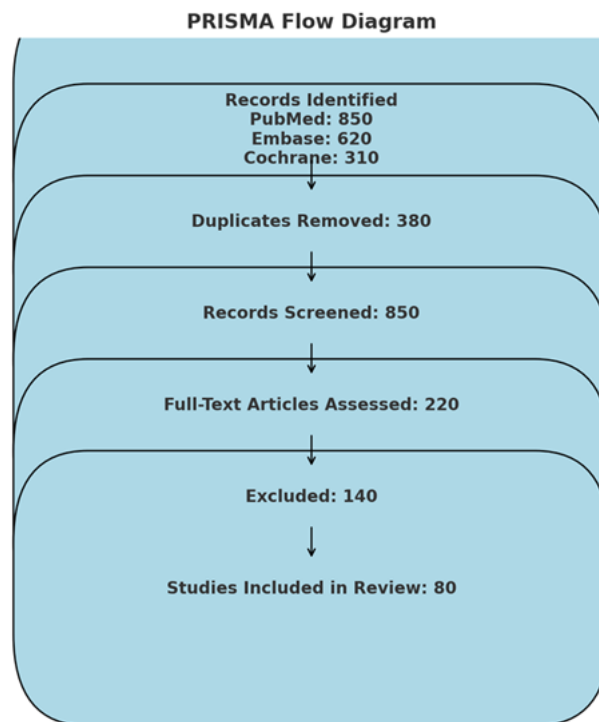 PRISMA Flow Diagram
Records Identified
PubMed: 850
Embase: 620
Cochrane: 310
Duplicates Removed: 380
Records Screened: 850
Full-Text Articles Assessed: 220
Excluded: 140
Studies Included in Review: 80